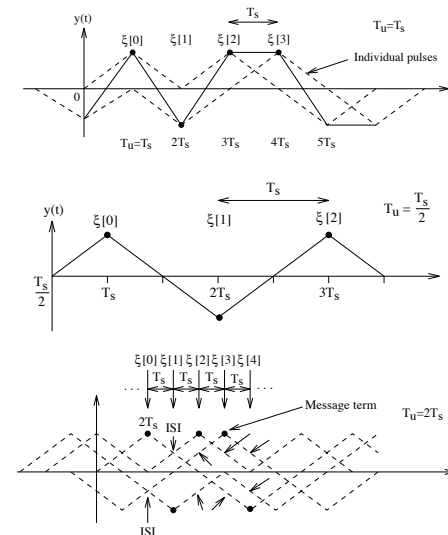 y(t)
ξ[0] ξ[1] ξ[2] ξ[3]
T_s
T_u=T_s
Individual pulses
0
T_u=T_s 2T_s 3T_s 4T_s 5T_s
y(t)
ξ[0] ξ[1] ξ[2]
T_s
T_u = T_s/2
T_s/2
T_s 2T_s 3T_s
ξ[0] ξ[1] ξ[2] ξ[3] ξ[4]
T_s T_s T_s T_s
... ...
2T_s ISI
Message term
T_u=2T_s
ISI